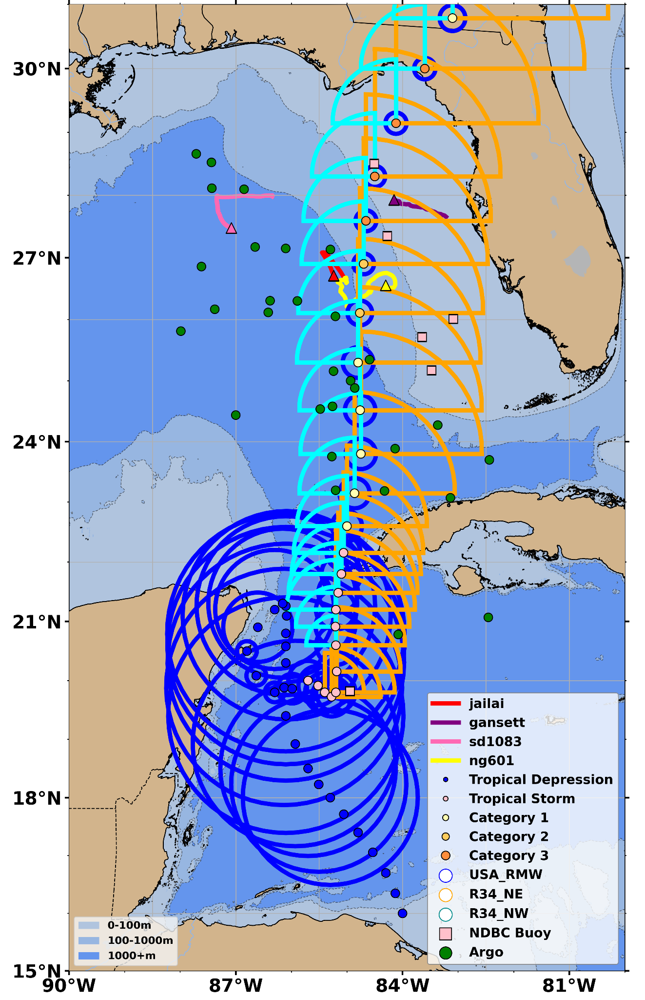 30°N
27°N
24°N
21°N
18°N
15°N
90°W
87°W
84°W
81°W
jailai
gansett
sd1083
ng601
Tropical Depression
Tropical Storm
Category 1
Category 2
Category 3
USA_RMW
R34_NE
R34_NW
NDBC Buoy
Argo
0-100m
100-1000m
1000+m